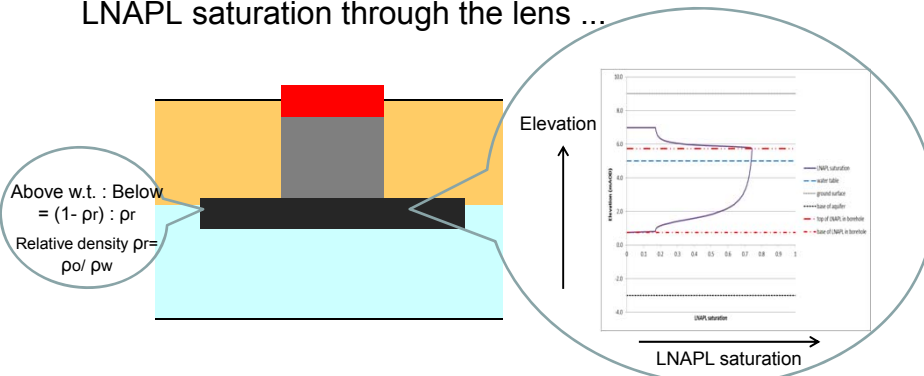 LNAPL saturation through the lens ...
Above w.t. : Below
= (1- ρr) : ρr
Relative density ρr=
ρo/ ρw
Elevation
Elevation (mAOD)
10.0
8.0
6.0
4.0
2.0
0.0
-2.0
-4.0
0 0.1 0.2 0.3 0.4 0.5 0.6 0.7 0.8 0.9 1
LNAPL saturation
LNAPL saturation
water table
ground surface
base of aquifer
top of LNAPL in borehole
base of LNAPL in borehole
LNAPL saturation